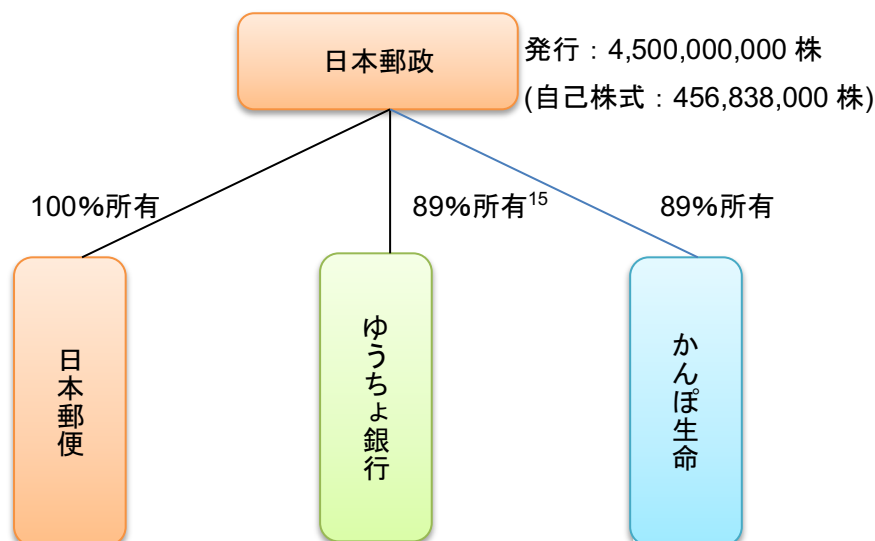 日本郵政
発行：4,500,000,000 株
(自己株式：456,838,000 株)
100%所有
89%所有15
89%所有
日本郵便
ゆうちょ銀行
かんぽ生命